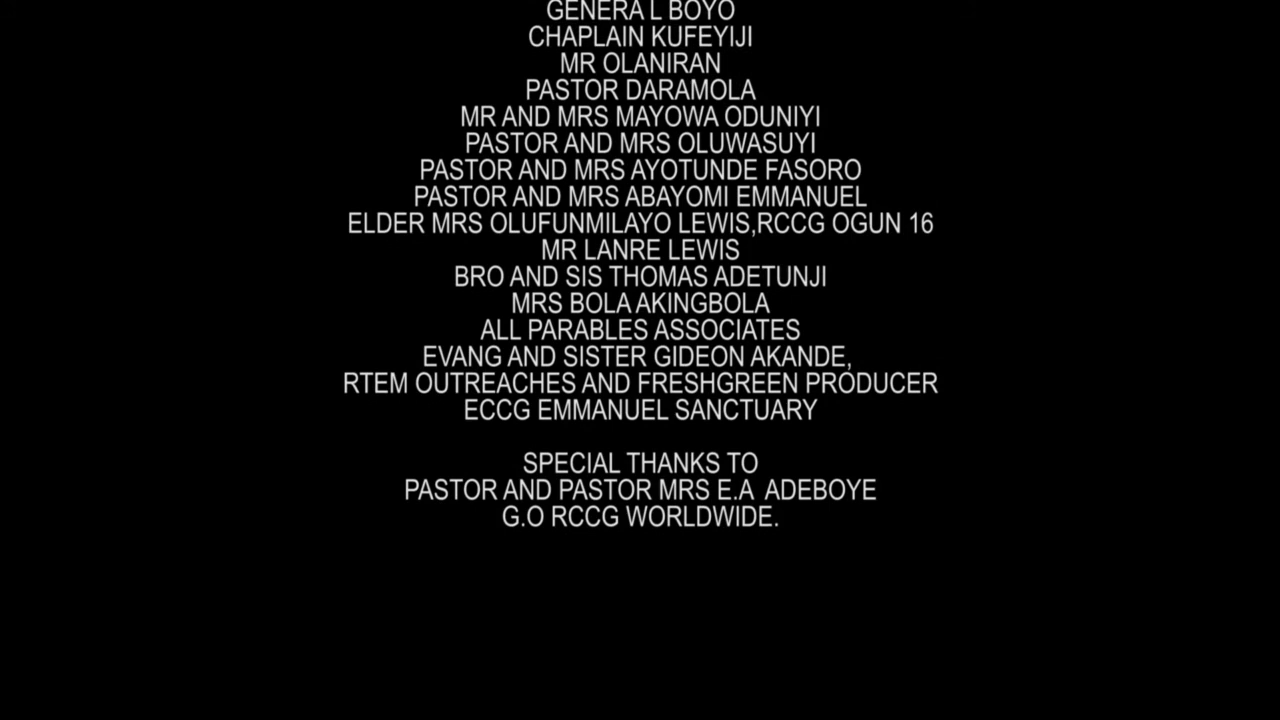 GENERA L BOYO
CHAPLAIN KUFEYIJI
MR OLANIRAN
PASTOR DARAMOLA
MR AND MRS MAYOWA ODUNIYI
PASTOR AND MRS OLUWASUYI
PASTOR AND MRS AYOTUNDE FASORO
PASTOR AND MRS ABAYOMI EMMANUEL
ELDER MRS OLUFUNMILAYO LEWIS,RCCG OGUN 16
MR LANRE LEWIS
BRO AND SIS THOMAS ADETUNJI
MRS BOLA AKINGBOLA
ALL PARABLES ASSOCIATES
EVANG AND SISTER GIDEON AKANDE,
RTEM OUTREACHES AND FRESHGREEN PRODUCER
ECCG EMMANUEL SANCTUARY
SPECIAL THANKS TO
PASTOR AND PASTOR MRS E.A  ADEBOYE
G.O RCCG WORLDWIDE.